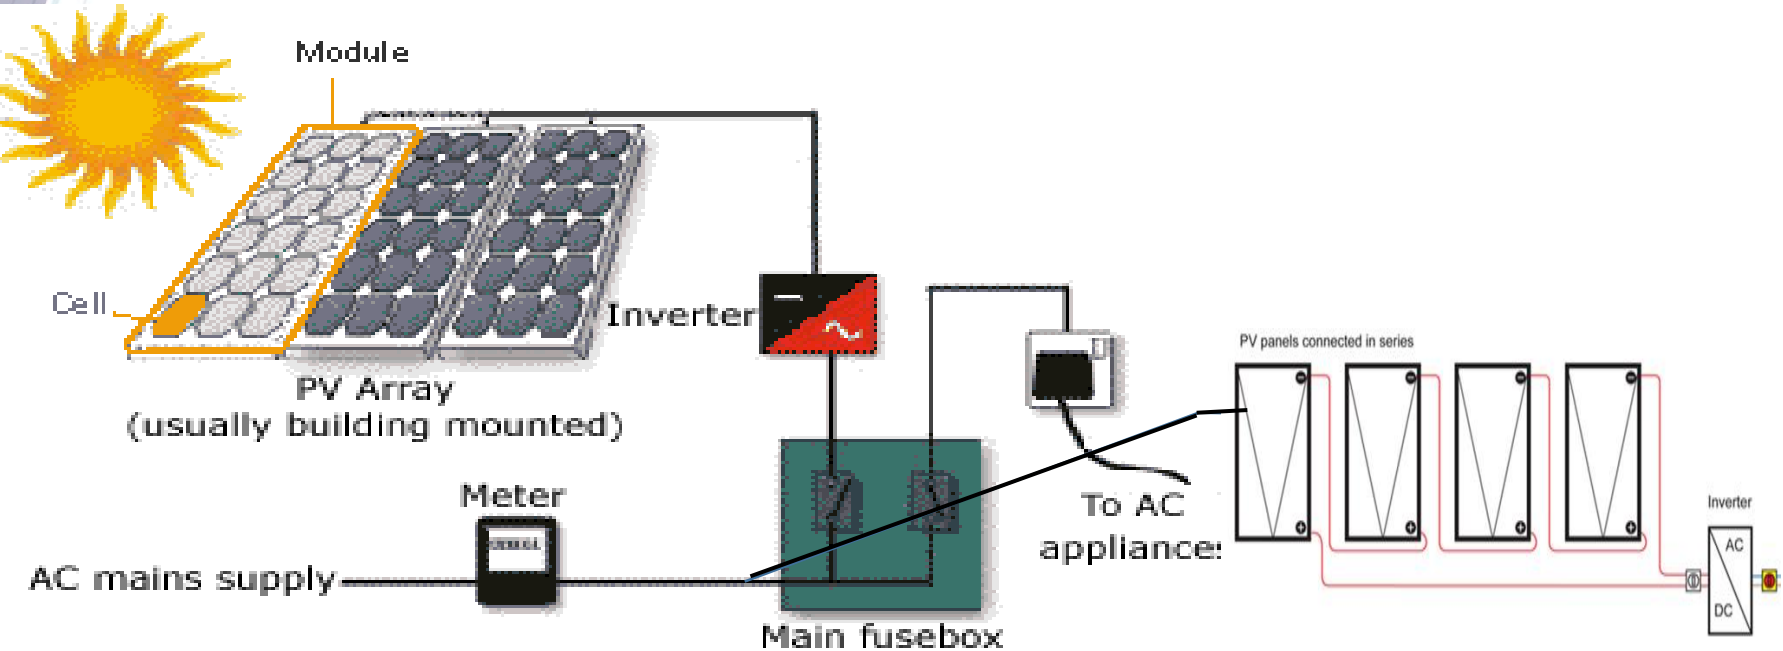 Module
Cell
Inverter
PV Array
(usually building mounted)
Meter
AC mains supply
Main fusebox
To AC
appliance:
PV panels connected in series
Inverter
AC
DC